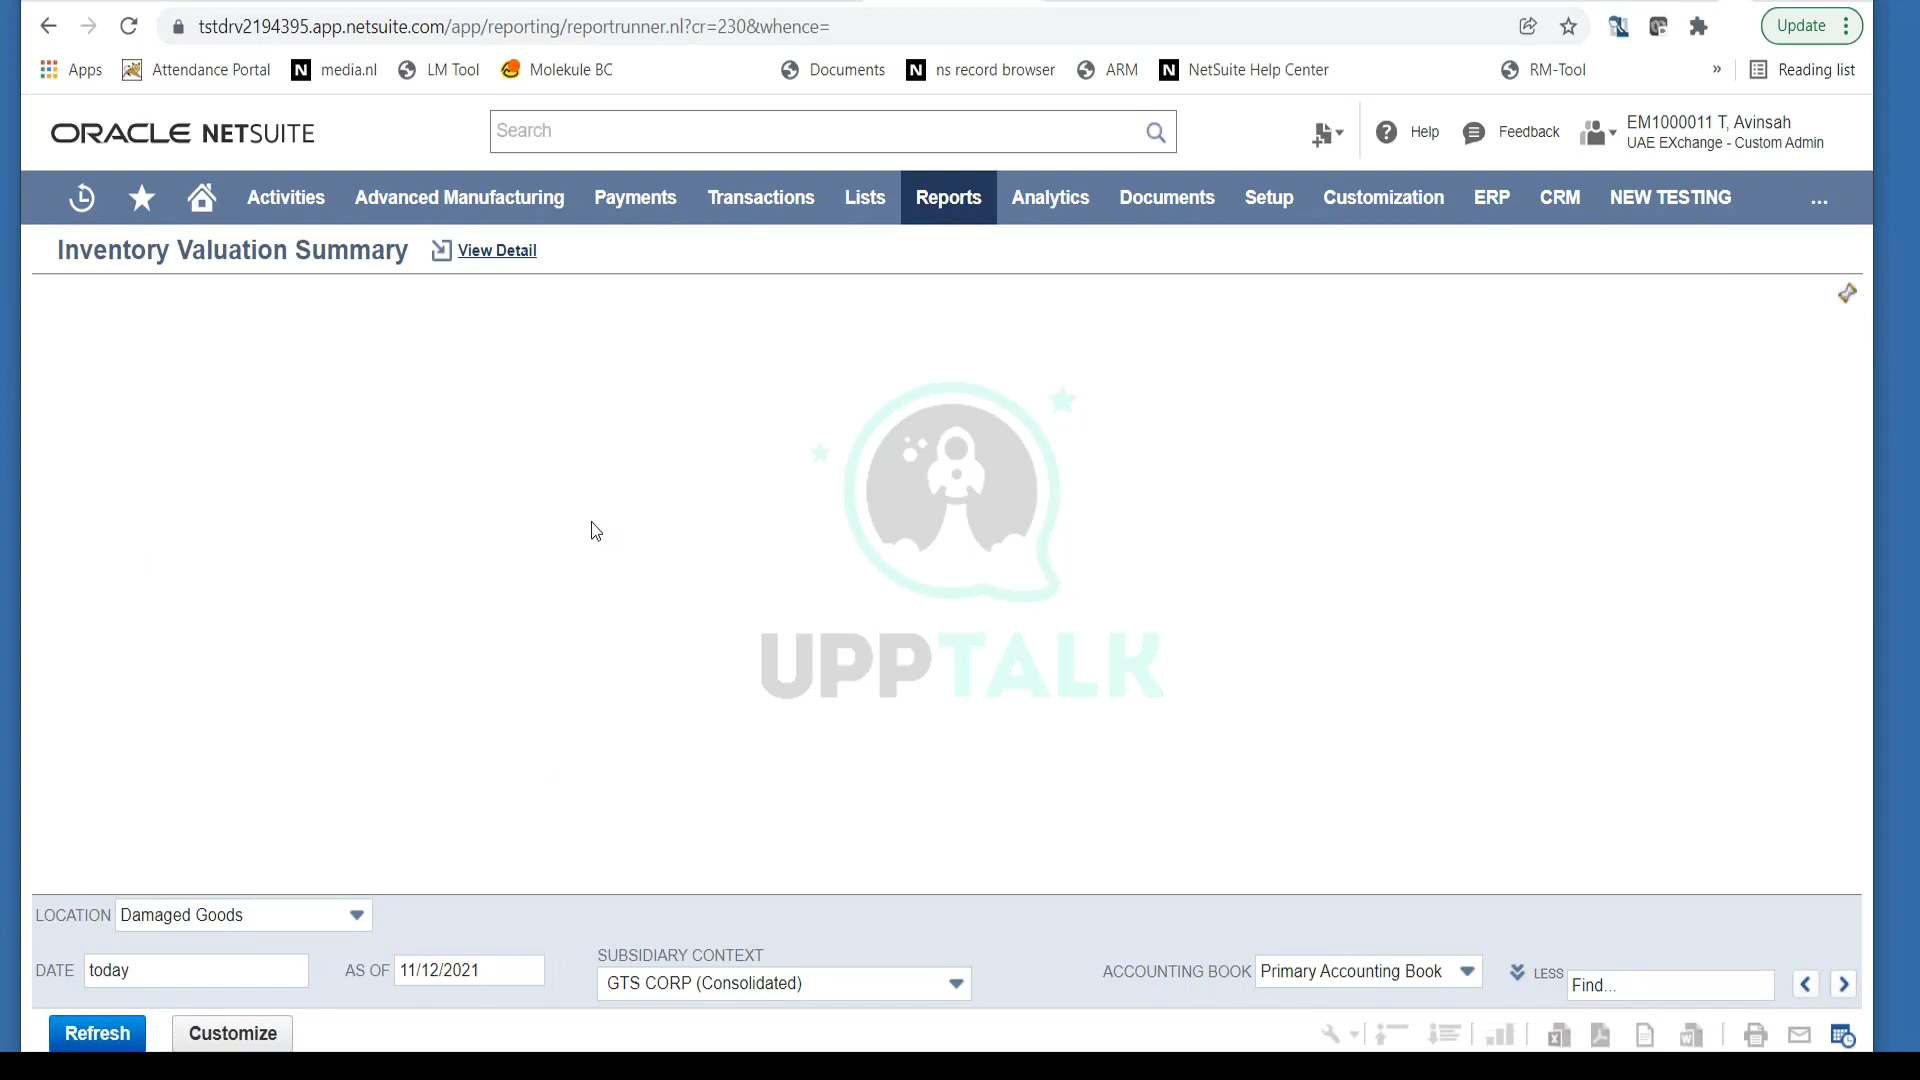 tstdrv2194395.app.netsuite.com/app/reporting/reportrunner.nl?cr=230&whence=
Update
Apps
Attendance Portal
N media.nl
LM Tool
Molekule BC
Documents
N ns record browser
ARM
N NetSuite Help Center
RM-Tool
»
Reading list
ORACLE NETSUITE
Search
Help
Feedback
EM1000011 T, Avinsah
UAE EXchange - Custom Admin
Activities
Advanced Manufacturing
Payments
Transactions
Lists
Reports
Analytics
Documents
Setup
Customization
ERP
CRM
NEW TESTING
...
Inventory Valuation Summary
View Detail
UPPTALK
LOCATION Damaged Goods
DATE today
AS OF 11/12/2021
SUBSIDIARY CONTEXT
GTS CORP (Consolidated)
ACCOUNTING BOOK Primary Accounting Book
LESS
Find...
Refresh
Customize